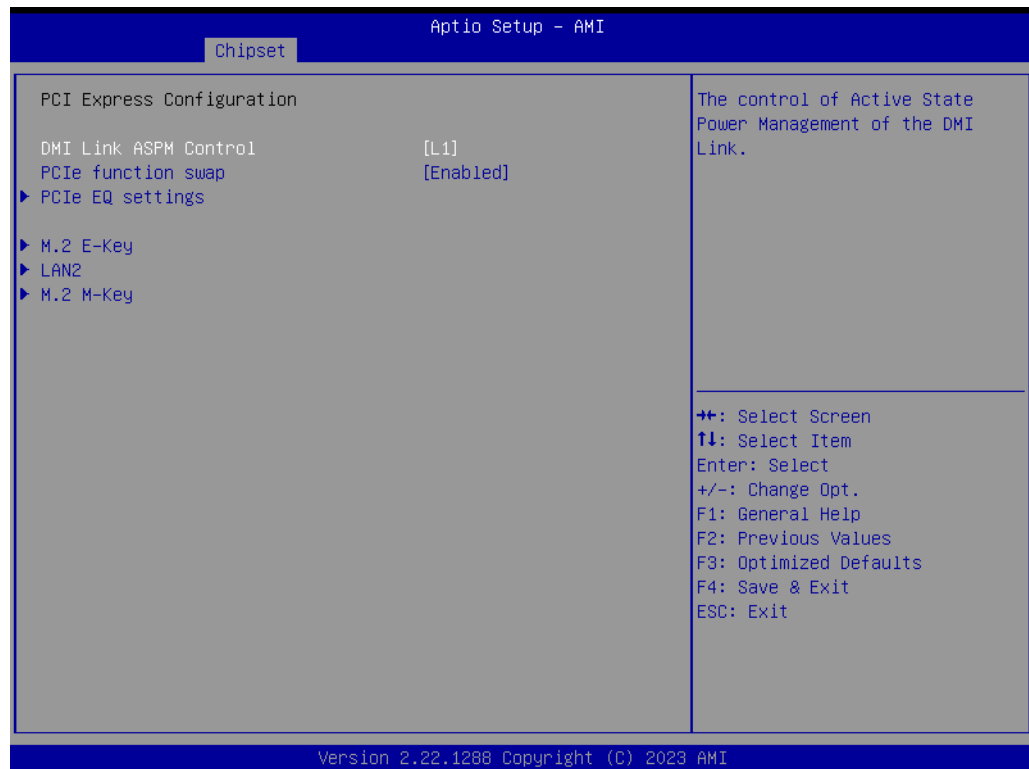 Aptio Setup – AMI
Chipset
PCI Express Configuration
DMI Link ASPM Control [L1]
PCIe function swap [Enabled]
▶ PCIe EQ settings
▶ M.2 E-Key
▶ LAN2
▶ M.2 M-Key
The control of Active State
Power Management of the DMI
Link.
→←: Select Screen
↑↓: Select Item
Enter: Select
+/-: Change Opt.
F1: General Help
F2: Previous Values
F3: Optimized Defaults
F4: Save & Exit
ESC: Exit
Version 2.22.1288 Copyright (C) 2023 AMI